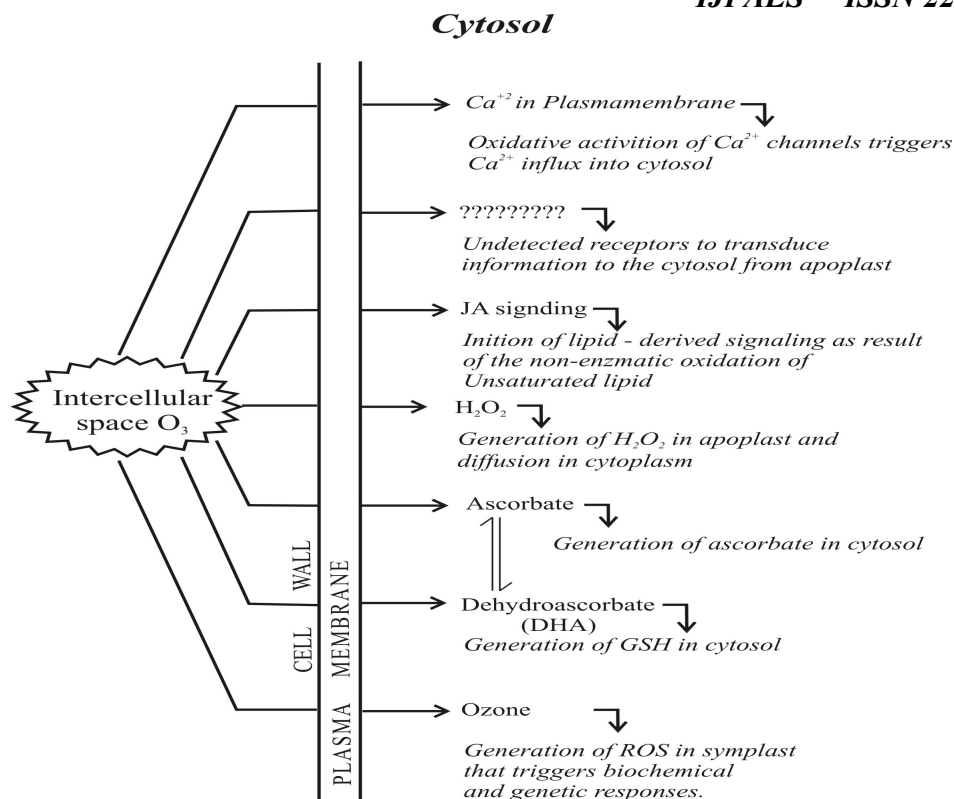 Cytosol
Ca⁺² in Plasmamembrane
Oxidative activition of Ca²⁺ channels triggers
Ca²⁺ influx into cytosol
?????????
Undetected receptors to transduce
information to the cytosol from apoplast
JA signding
Inition of lipid - derived signaling as result
of the non-enzmatic oxidation of
Unsaturated lipid
Intercellular
space O₃
H₂O₂
Generation of H₂O₂ in apoplast and
diffusion in cytoplasm
Ascorbate
Generation of ascorbate in cytosol
CELL WALL
PLASMA MEMBRANE
Dehydroascorbate
(DHA)
Generation of GSH in cytosol
Ozone
Generation of ROS in symplast
that triggers biochemical
and genetic responses.